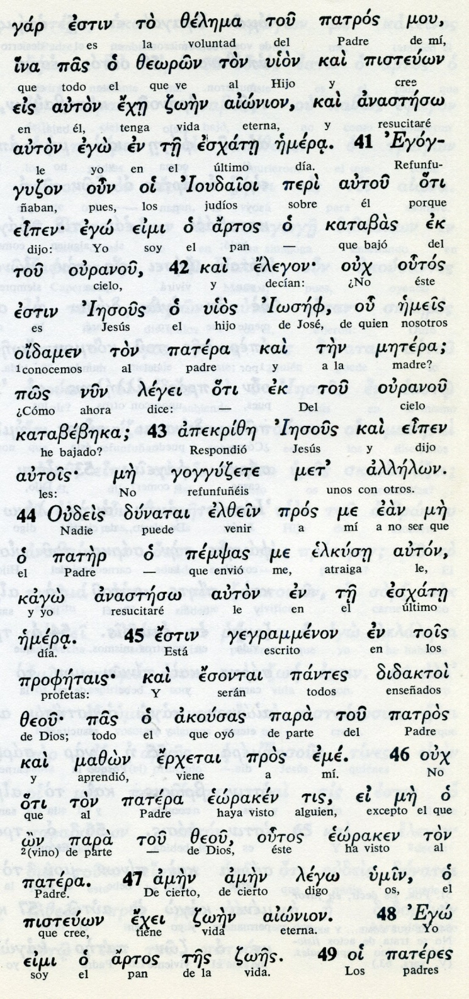 γάρ ἐστιν τὸ θέλημα τοῦ πατρός μου,
es la voluntad del Padre de mí,
ἵνα πᾶς ὁ θεωρῶν τὸν υἱὸν καὶ πιστεύων
que todo el que ve al Hijo y cree
εἰς αὐτὸν ἔχῃ ζωὴν αἰώνιον, καὶ ἀναστήσω
en él, tenga vida eterna, y resucitaré
αὐτὸν ἐγὼ ἐν τῇ ἐσχάτῃ ἡμέρᾳ. 41 Ἐγόγ-
le yo en el último día. Refunfu-
γυζον οὖν οἱ Ἰουδαῖοι περὶ αὐτοῦ ὅτι
ñaban, pues, los judíos sobre él porque
εἶπεν· ἐγώ εἰμι ὁ ἄρτος ὁ καταβὰς ἐκ
dijo: Yo soy el pan — que bajó del
τοῦ οὐρανοῦ, 42 καὶ ἔλεγον· οὐχ οὗτός
cielo, y decían: ¿No éste
ἐστιν Ἰησοῦς ὁ υἱὸς Ἰωσήφ, οὗ ἡμεῖς
es Jesús el hijo de José, de quien nosotros
οἴδαμεν τὸν πατέρα καὶ τὴν μητέρα;
1 conocemos al padre y a la madre?
πῶς νῦν λέγει ὅτι ἐκ τοῦ οὐρανοῦ
¿Cómo ahora dice: — Del cielo
καταβέβηκα; 43 ἀπεκρίθη Ἰησοῦς καὶ εἶπεν
he bajado? Respondió Jesús y dijo
αὐτοῖς· μὴ γογγύζετε μετ’ ἀλλήλων.
les: No refunfuñéis unos con otros.
44 Οὐδεὶς δύναται ἐλθεῖν πρός με ἐὰν μὴ
Nadie puede venir a mí a no ser que
ὁ πατὴρ ὁ πέμψας με ἑλκύσῃ αὐτόν,
el Padre — que envió me, atraiga le,
κἀγὼ ἀναστήσω αὐτὸν ἐν τῇ ἐσχάτῃ
y yo resucitaré le en el último
ἡμέρᾳ. 45 ἔστιν γεγραμμένον ἐν τοῖς
día. Está escrito en los
προφήταις· καὶ ἔσονται πάντες διδακτοὶ
profetas: Y serán todos enseñados
θεοῦ· πᾶς ὁ ἀκούσας παρὰ τοῦ πατρὸς
de Dios; todo el que oyó de parte del Padre
καὶ μαθὼν ἔρχεται πρὸς ἐμέ. 46 οὐχ
y aprendió, viene a mí. No
ὅτι τὸν πατέρα ἑώρακέν τις, εἰ μὴ ὁ
que al Padre haya visto alguien, excepto el que
ὢν παρὰ τοῦ θεοῦ, οὗτος ἑώρακεν τὸν
2 (vino) de parte — de Dios, éste ha visto al
πατέρα. 47 ἀμὴν ἀμὴν λέγω ὑμῖν, ὁ
Padre. De cierto, de cierto digo os, el
πιστεύων ἔχει ζωὴν αἰώνιον. 48 Ἐγώ
que cree, tiene vida eterna. Yo
εἰμι ὁ ἄρτος τῆς ζωῆς. 49 οἱ πατέρες
soy el pan de la vida. Los padres